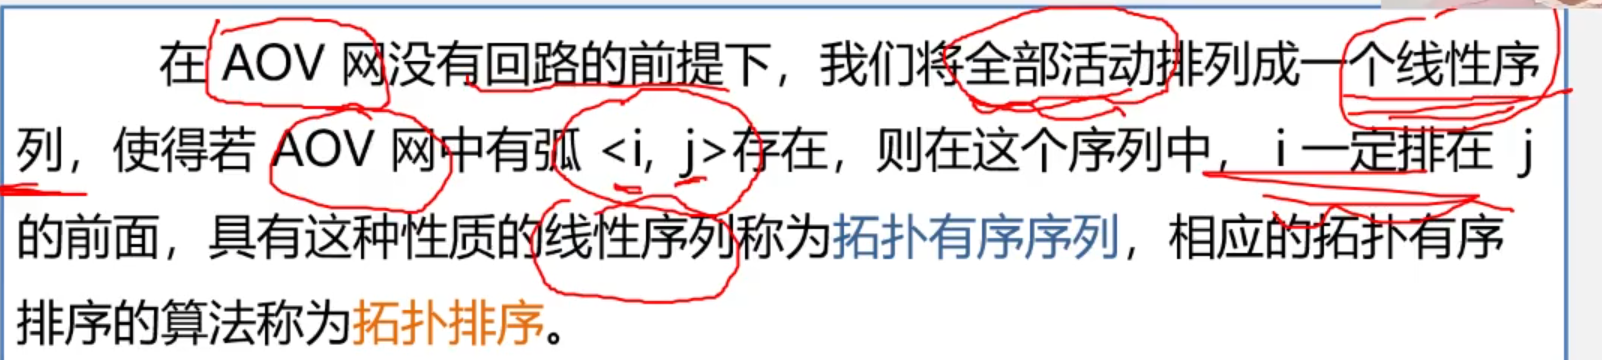 在 AOV 网没有回路的前提下，我们将全部活动排列成一个线性序
列，使得若 AOV 网中有弧 <i, j>存在，则在这个序列中，i 一定排在 j
的前面，具有这种性质的线性序列称为拓扑有序序列，相应的拓扑有序
排序的算法称为拓扑排序。